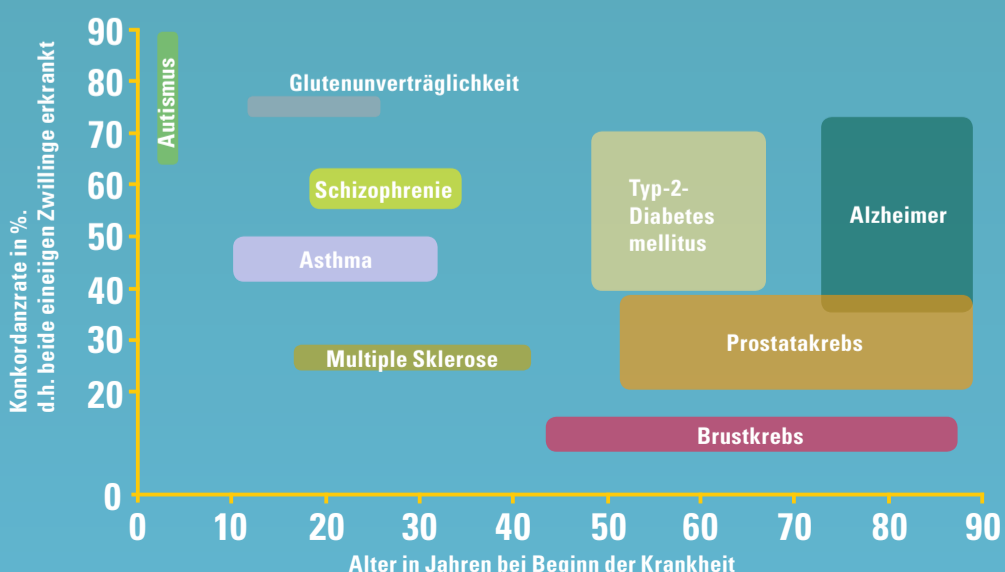 Konkordanzrate in %.
d.h. beide eineiigen Zwillinge erkrankt
90
80
70
60
50
40
30
20
0
Autismus
Glutenunverträglichkeit
Schizophrenie
Asthma
Multiple Sklerose
Typ-2-
Diabetes
mellitus
Alzheimer
Prostatakrebs
Brustkrebs
0 10 20 30 40 50 60 70 80 90
Alter in Jahren bei Beginn der Krankheit